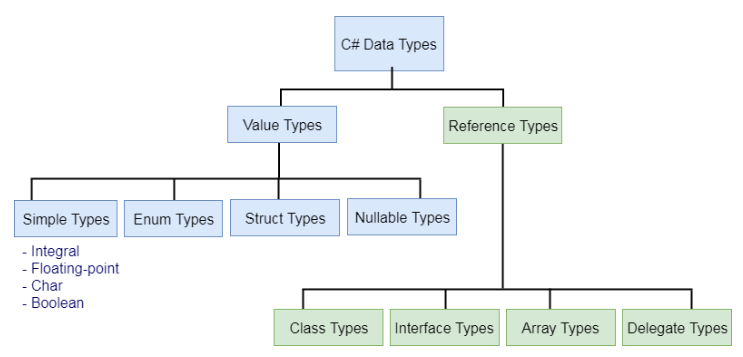 C# Data Types
Value Types
Reference Types
Simple Types
Enum Types
Struct Types
Nullable Types
- Integral
- Floating-point
- Char
- Boolean
Class Types
Interface Types
Array Types
Delegate Types